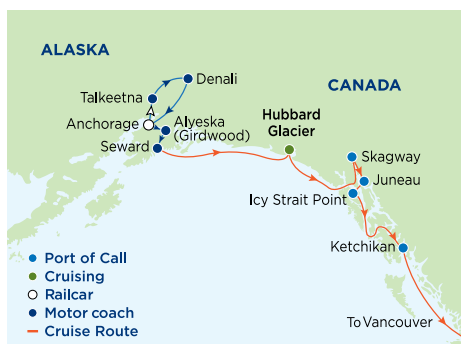 ALASKA
Denali
CANADA
Talkeetna
Anchorage
Alyeska
(Girdwood)
Hubbard
Glacier
Seward
Skagway
Juneau
Icy Strait Point
Ketchikan
Port of Call
Cruising
Railcar
Motor coach
Cruise Route
To Vancouver